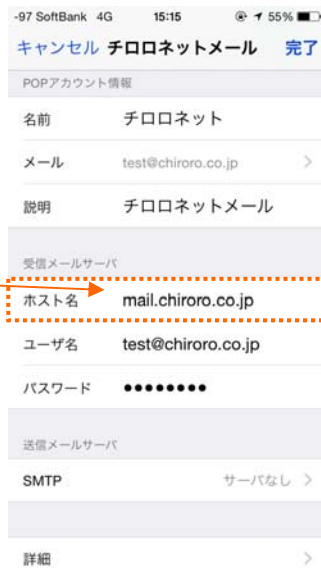 -97 SoftBank 4G 15:15 55%
キャンセル チロロネットメール 完了
POPアカウント情報
名前 チロロネット
メール test@chiroro.co.jp
説明 チロロネットメール
受信メールサーバ
ホスト名 mail.chiroro.co.jp
ユーザ名 test@chiroro.co.jp
パスワード ●●●●●●●●
送信メールサーバ
SMTP サーバなし
詳細